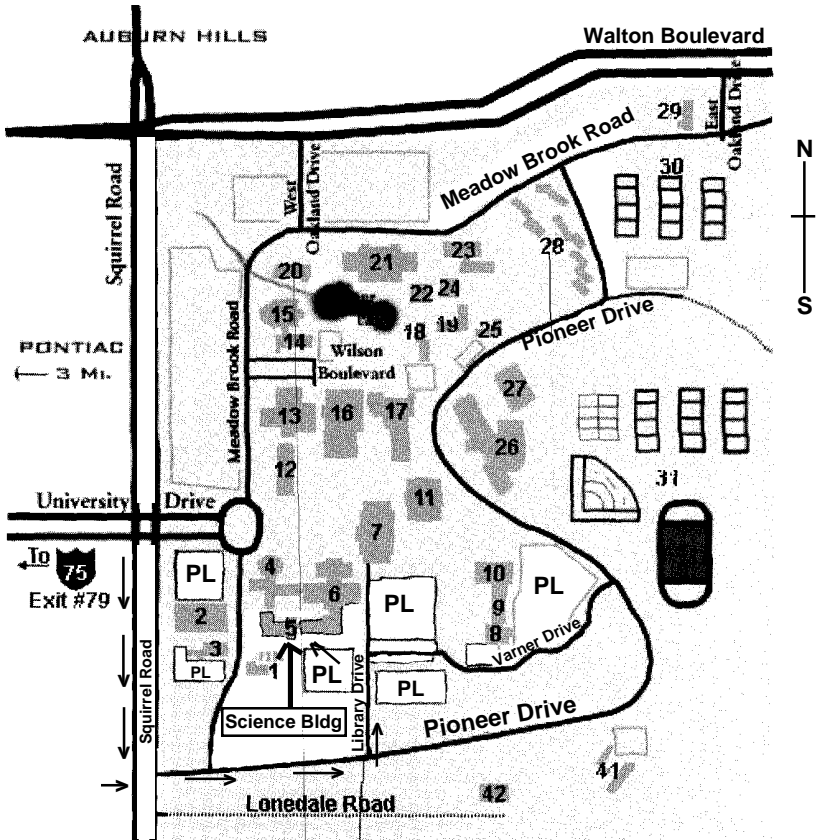 AUBURN HILLS
Walton Boulevard
29
East
Oakland Drive
N
Meadow Brook Road
30
Squirrel Road
West
Oakland Drive
23
28
21
20
22
24
S
15
18
19
25
Pioneer Drive
14
Wilson
Boulevard
PONTIAC
← 3 Mi.
Meadow Brook Road
27
13
16
17
26
12
31
University Drive
11
7
To
75
Exit #79
PL
4
10
PL
6
PL
9
2
5
8
Varner Drive
3
PL
1
PL
PL
Squirrel Road
Science Bldg
Library Drive
Pioneer Drive
41
42
Lonedale Road